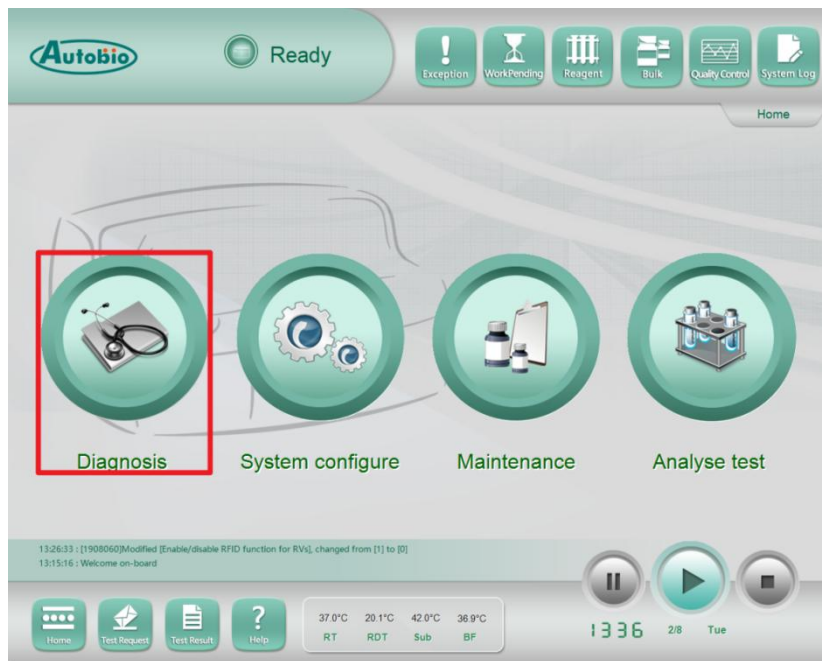 Autobio
Ready
Exception
WorkPending
Reagent
Bulk
Quality Control
System Log
Home
Diagnosis
System configure
Maintenance
Analyse test
13:26:33 : [1908060]Modified [Enable/disable RFID function for RVs], changed from [1] to [0]
13:15:16 : Welcome on-board
Home
Test Request
Test Result
? Help
37.0°C 20.1°C 42.0°C 36.9°C
RT RDT Sub BF
1336 2/8 Tue